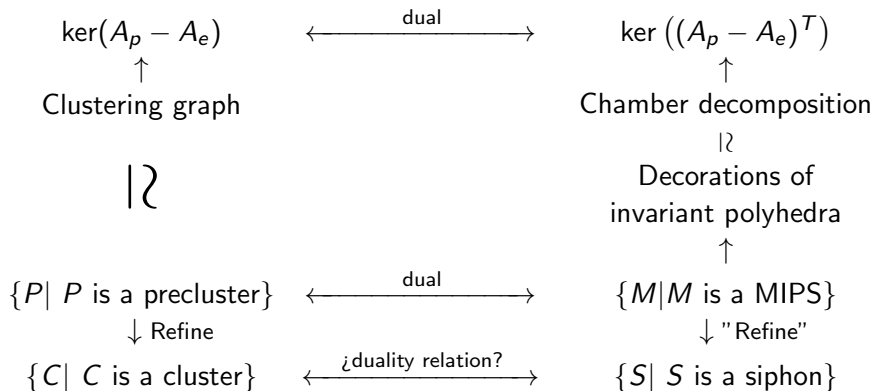 ker(A_p − A_e) ⟷ dual ker ((A_p − A_e)^T)
↑ ↑
Clustering graph Chamber decomposition
≀| |≀
Decorations of
invariant polyhedra
↑
{P| P is a precluster} ⟷ dual {M|M is a MIPS}
↓ Refine ↓ "Refine"
{C| C is a cluster} ⟷ ¿duality relation? {S| S is a siphon}